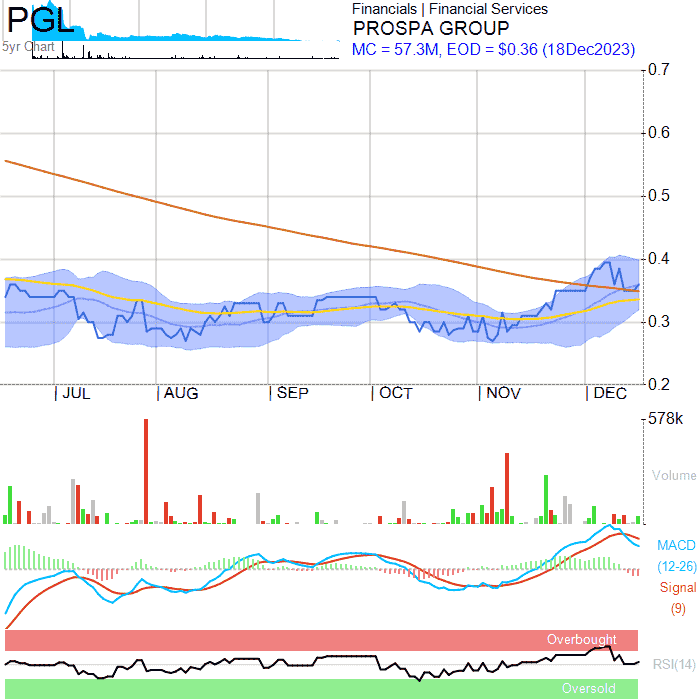 PGL
5yr Chart
Financials | Financial Services
PROSPA GROUP
MC = 57.3M, EOD = $0.36 (18Dec2023)
0.7
0.6
0.5
0.4
0.3
0.2
JUL AUG SEP OCT NOV DEC
578k
Volume
MACD
(12-26)
Signal
(9)
Overbought
RSI(14)
Oversold